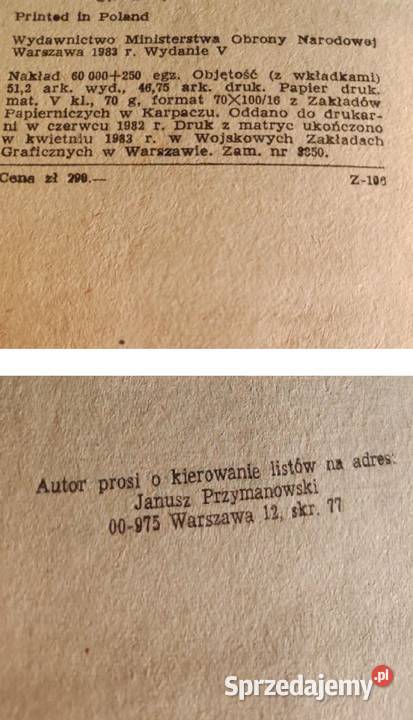 Printed in Poland
Wydawnictwo Ministerstwa Obrony Narodowej
Warszawa 1983 r. Wydanie V
Nakład 60 000+250 egz. Objętość (z wkładkami)
51,2 ark. wyd., 46,75 ark. druk. Papier druk.
mat. V kl., 70 g, format 70×100/16 z Zakładów
Papierniczych w Karpaczu. Oddano do drukar-
ni w czerwcu 1982 r. Druk z matryc ukończono
w kwietniu 1983 r. w Wojskowych Zakładach
Graficznych w Warszawie. Zam. nr
Cena zł 290.— Z-106
Autor prosi o kierowanie listów na adres:
Janusz Przymanowski
00-975 Warszawa 12, skr. 77
Sprzedajemy.pl